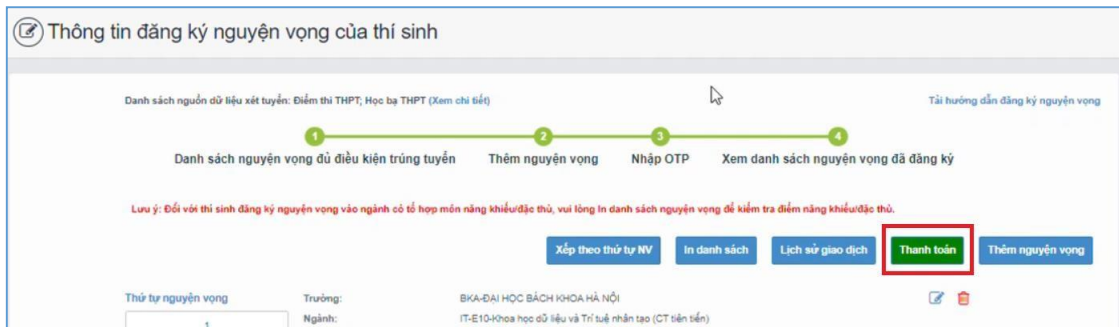 Thông tin đăng ký nguyện vọng của thí sinh
Danh sách nguồn dữ liệu xét tuyển: Điểm thi THPT; Học bạ THPT (Xem chi tiết)
Tải hướng dẫn đăng ký nguyện vọng
1 2 3 4
Danh sách nguyện vọng đủ điều kiện trúng tuyển Thêm nguyện vọng Nhập OTP Xem danh sách nguyện vọng đã đăng ký
Lưu ý: Đối với thí sinh đăng ký nguyện vọng vào ngành có tổ hợp môn năng khiếu/đặc thù, vui lòng In danh sách nguyện vọng để kiểm tra điểm năng khiếu/đặc thù.
Xếp theo thứ tự NV In danh sách Lịch sử giao dịch Thanh toán Thêm nguyện vọng
Thứ tự nguyện vọng Trường: BKA-ĐẠI HỌC BÁCH KHOA HÀ NỘI
1 Ngành: IT-E10-Khoa học dữ liệu và Trí tuệ nhân tạo (CT tiên tiến)